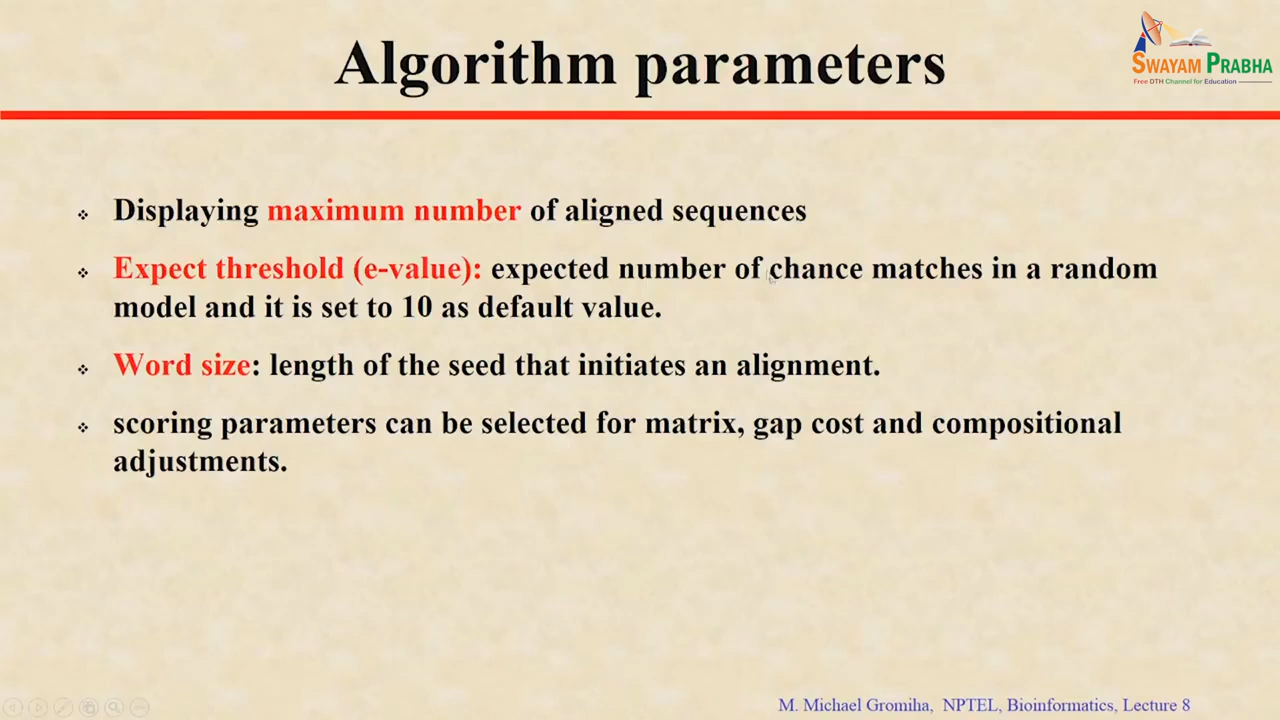 Algorithm parameters
SWAYAM PRABHA
Free DTH Channel for Education
Displaying maximum number of aligned sequences
Expect threshold (e-value): expected number of chance matches in a random
model and it is set to 10 as default value.
Word size: length of the seed that initiates an alignment.
scoring parameters can be selected for matrix, gap cost and compositional
adjustments.
M. Michael Gromiha, NPTEL, Bioinformatics, Lecture 8